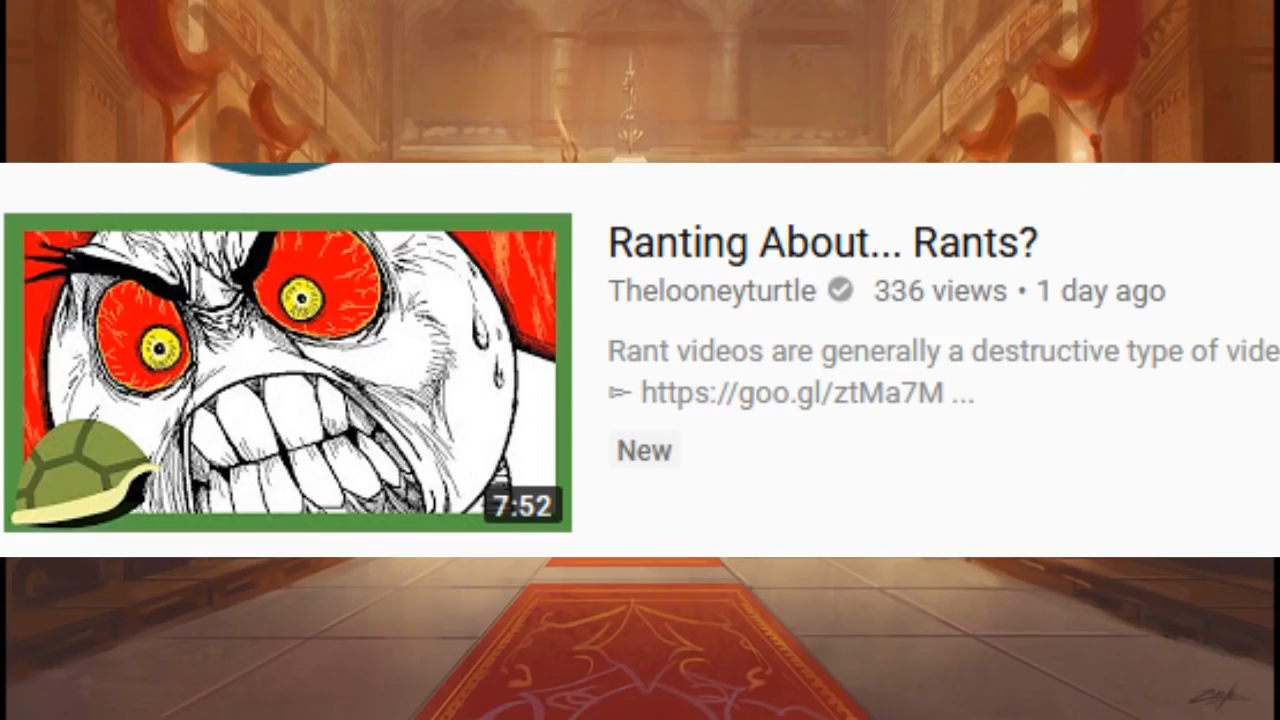 Ranting About... Rants?
Thelooneyturtle 336 views • 1 day ago
Rant videos are generally a destructive type of vide
➳ https://goo.gl/ztMa7M ...
New
7:52